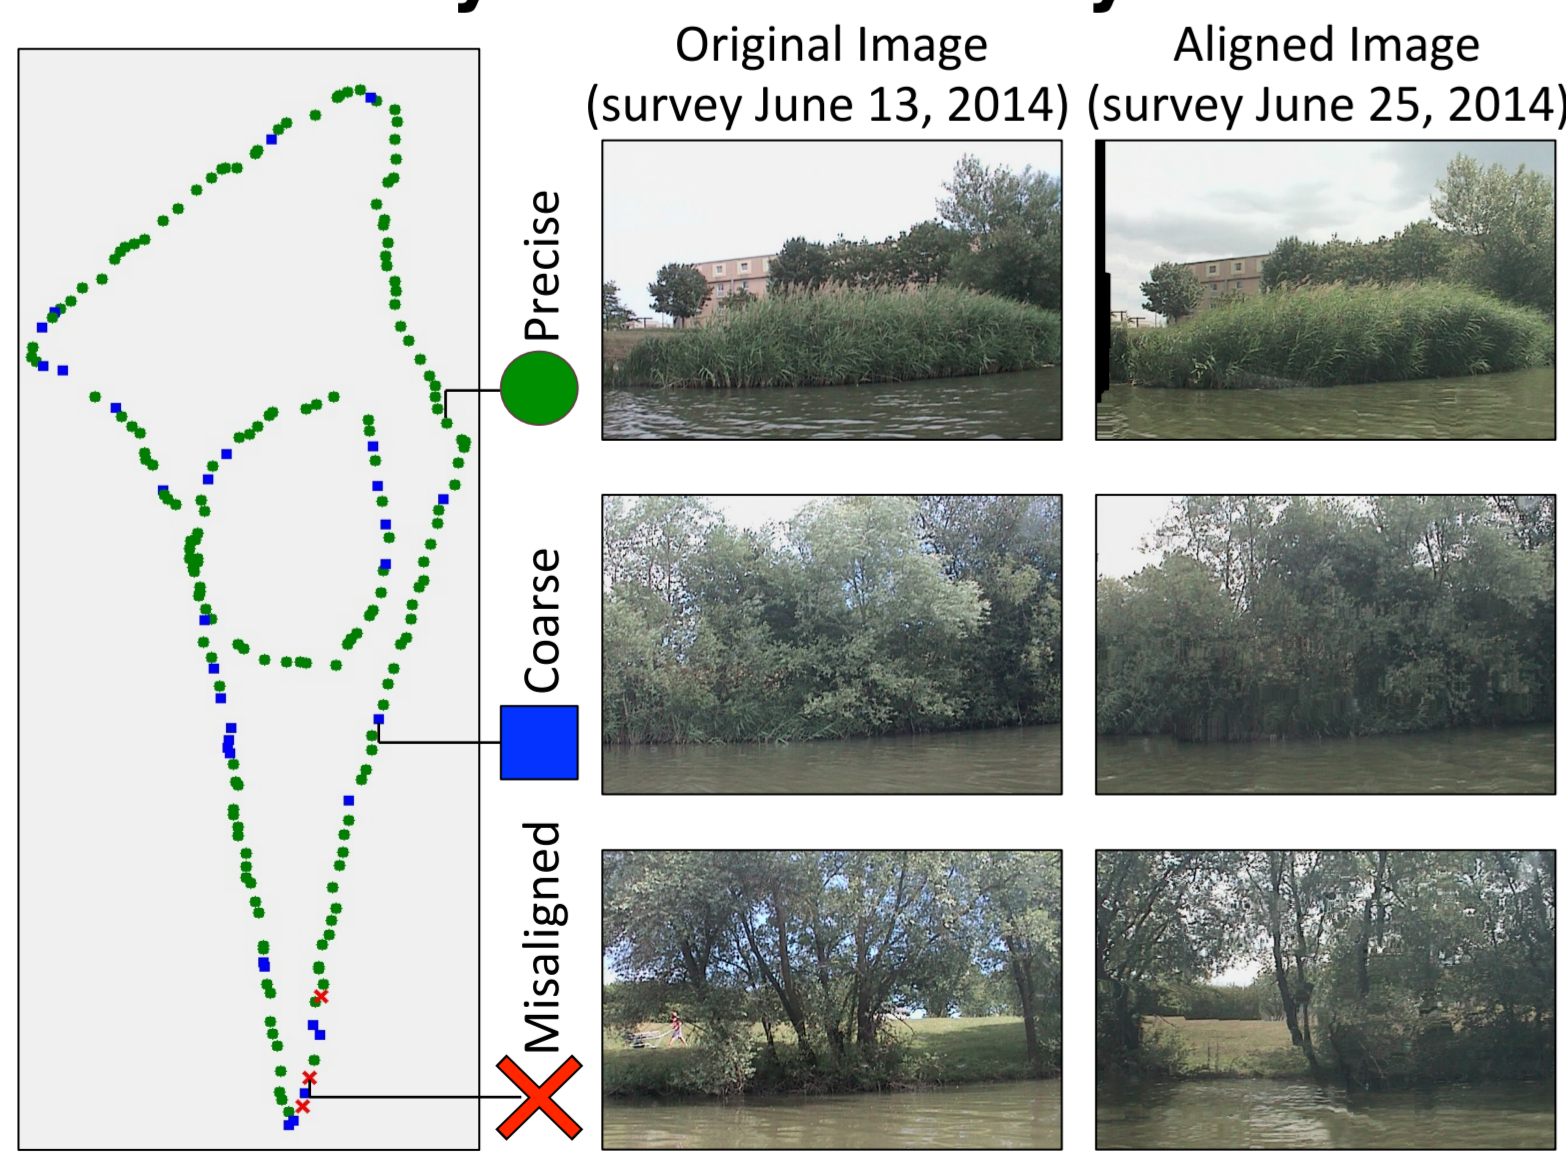 Original Image
(survey June 13, 2014)
Aligned Image
(survey June 25, 2014)
Precise
Coarse
Misaligned